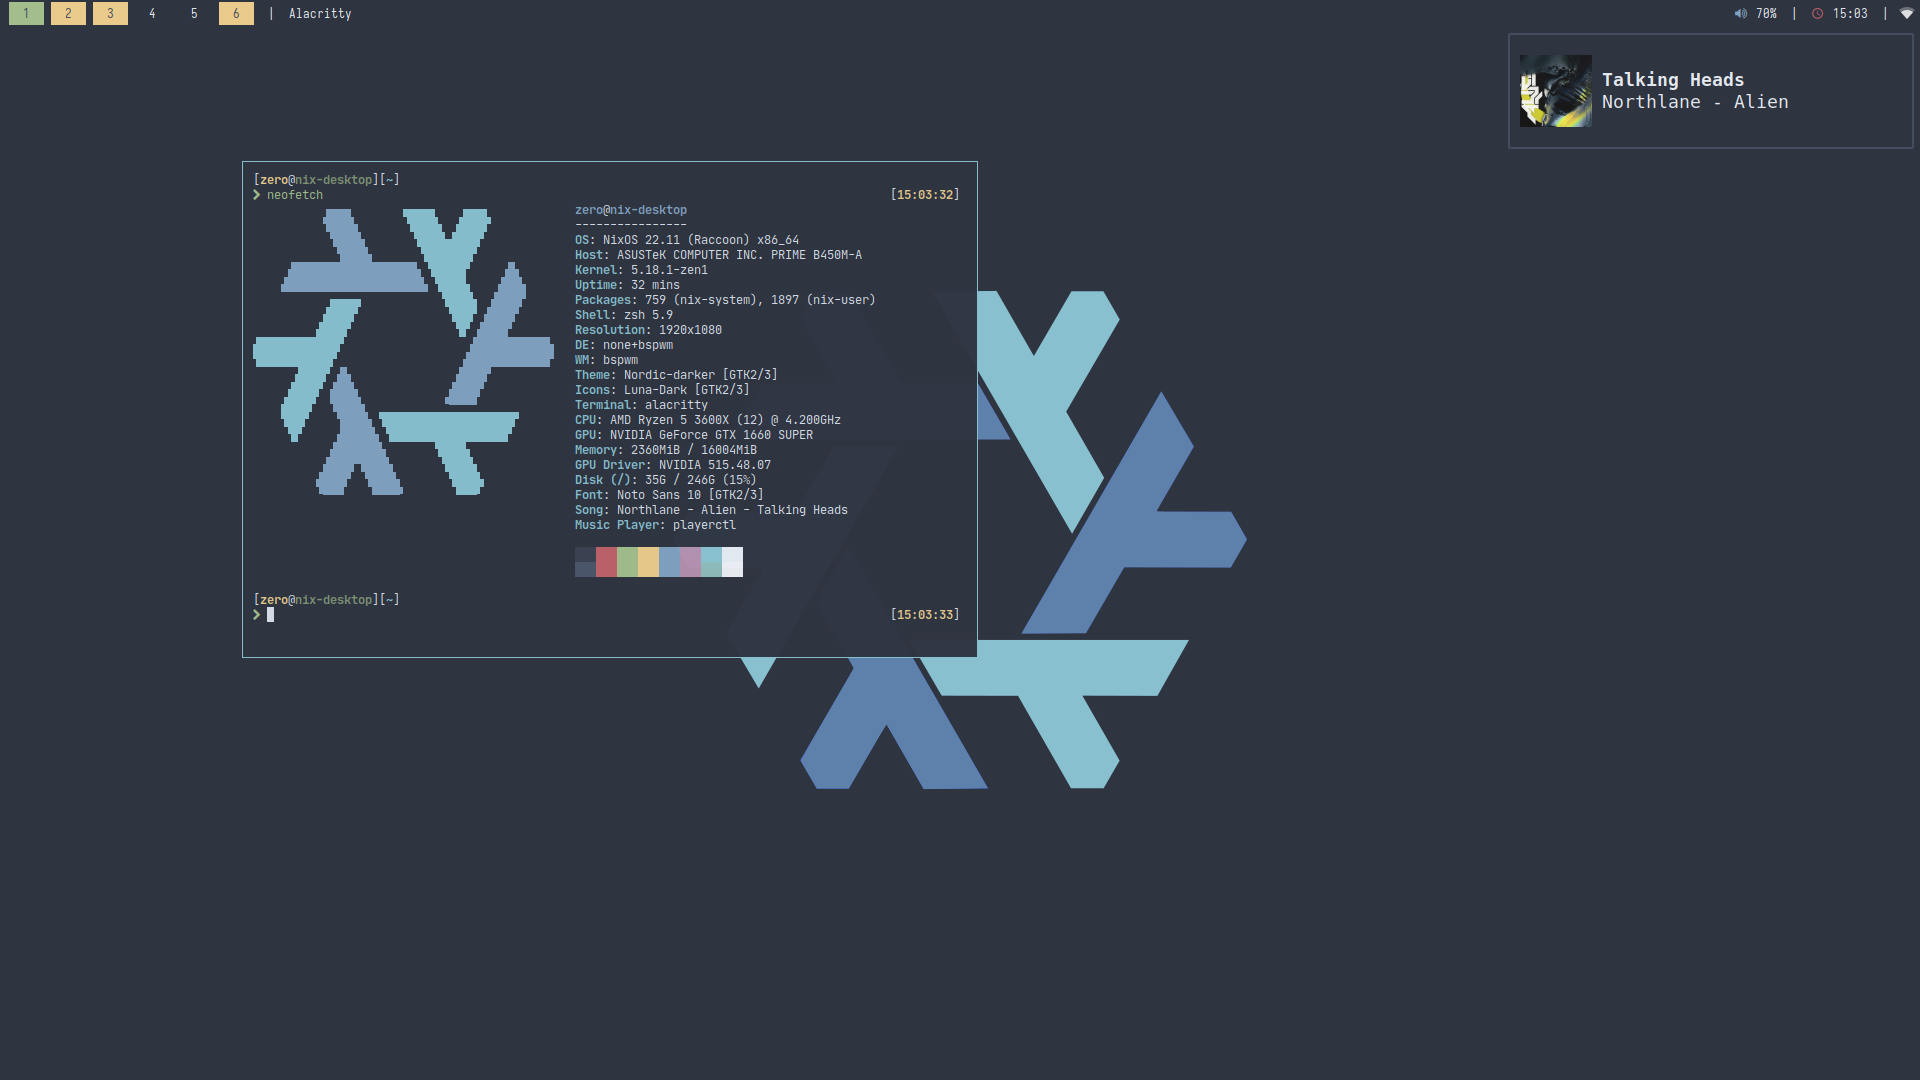 1 2 3 4 5 6 | Alacritty
70% | 15:03 |
Talking Heads
Northlane - Alien
[zero@nix-desktop][~]
❯ neofetch [15:03:32]
zero@nix-desktop
----------------
OS: NixOS 22.11 (Raccoon) x86_64
Host: ASUSTeK COMPUTER INC. PRIME B450M-A
Kernel: 5.18.1-zen1
Uptime: 32 mins
Packages: 759 (nix-system), 1897 (nix-user)
Shell: zsh 5.9
Resolution: 1920x1080
DE: none+bspwm
WM: bspwm
Theme: Nordic-darker [GTK2/3]
Icons: Luna-Dark [GTK2/3]
Terminal: alacritty
CPU: AMD Ryzen 5 3600X (12) @ 4.200GHz
GPU: NVIDIA GeForce GTX 1660 SUPER
Memory: 2360MiB / 16004MiB
GPU Driver: NVIDIA 515.48.07
Disk (/): 35G / 246G (15%)
Font: Noto Sans 10 [GTK2/3]
Song: Northlane - Alien - Talking Heads
Music Player: playerctl
[zero@nix-desktop][~]
❯ [15:03:33]